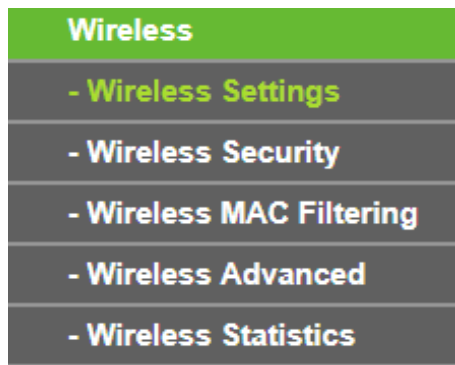 Wireless
- Wireless Settings
- Wireless Security
- Wireless MAC Filtering
- Wireless Advanced
- Wireless Statistics